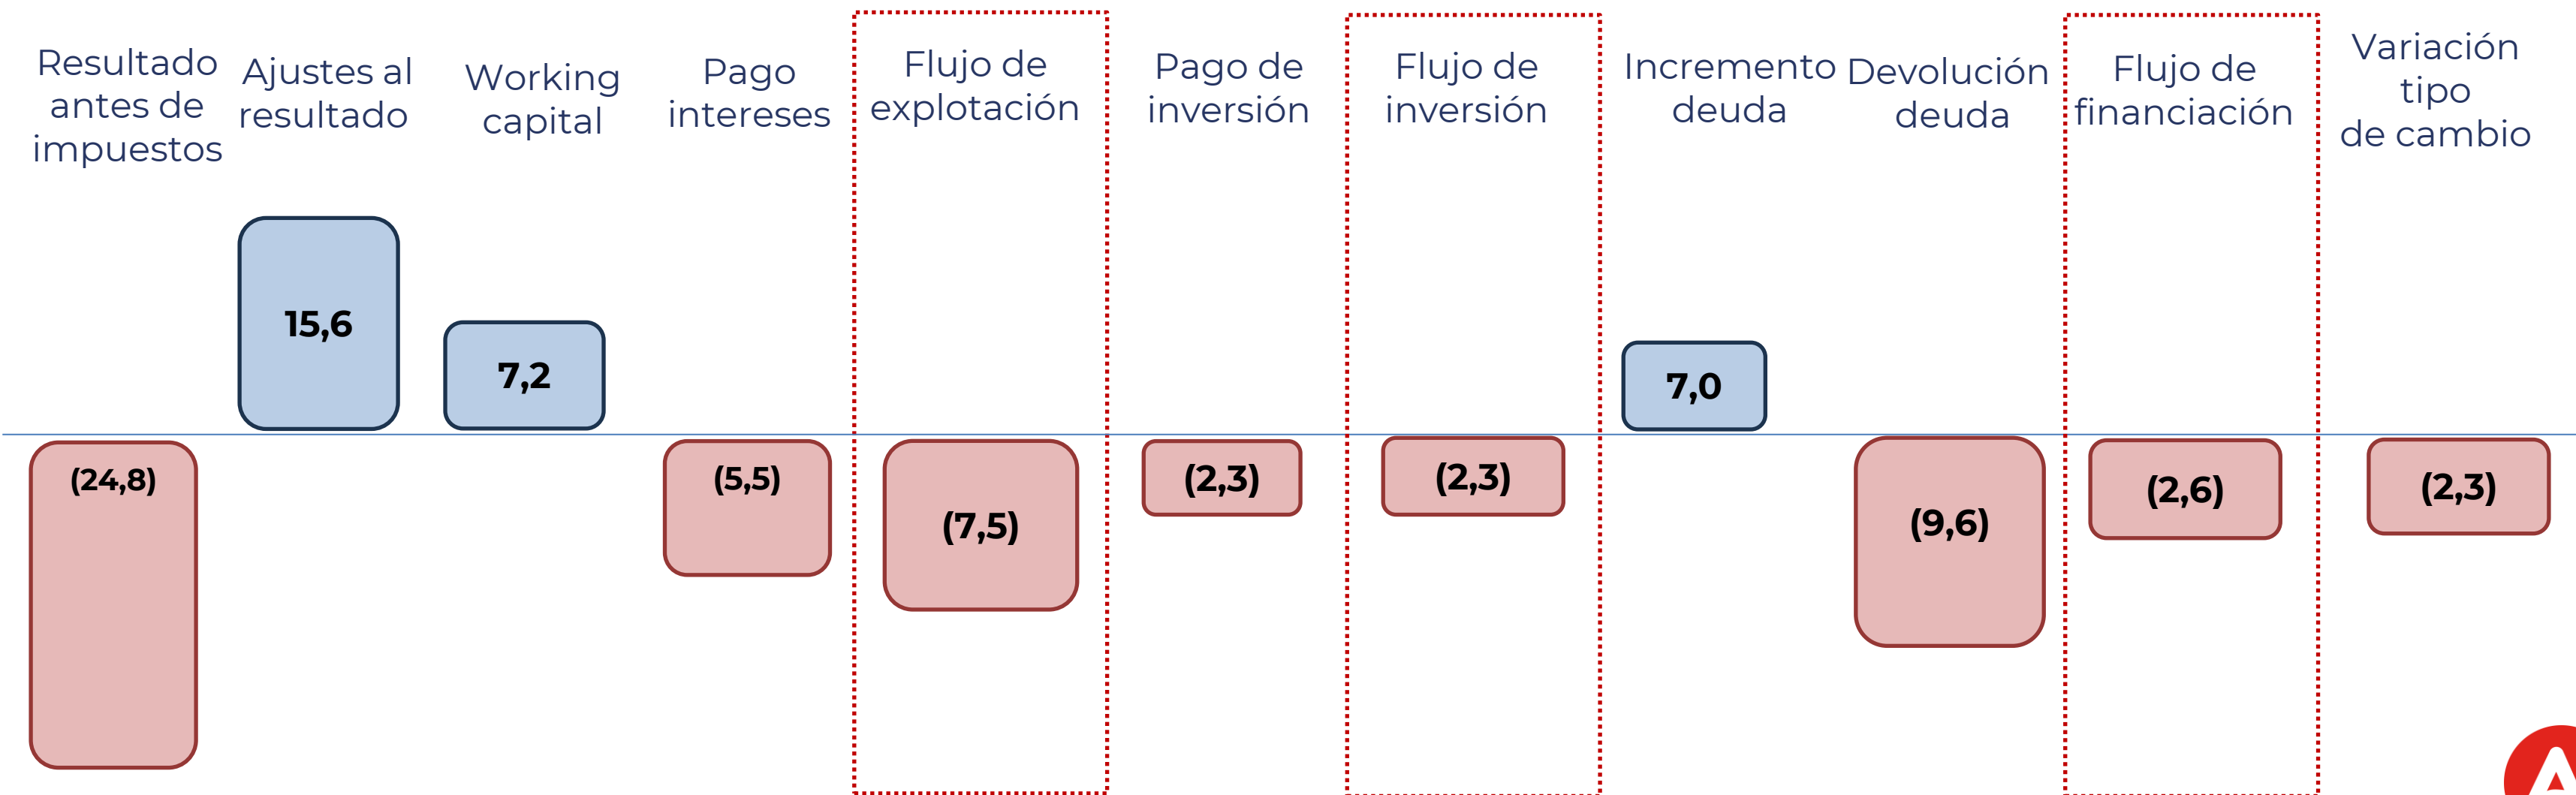 Resultado
antes de
impuestos
Ajustes al
resultado
Working
capital
Pago
intereses
Flujo de
explotación
Pago de
inversión
Flujo de
inversión
Incremento
deuda
Devolución
deuda
Flujo de
financiación
Variación
tipo
de cambio
15,6
7,2
7,0
(24,8)
(5,5)
(7,5)
(2,3)
(2,3)
(9,6)
(2,6)
(2,3)